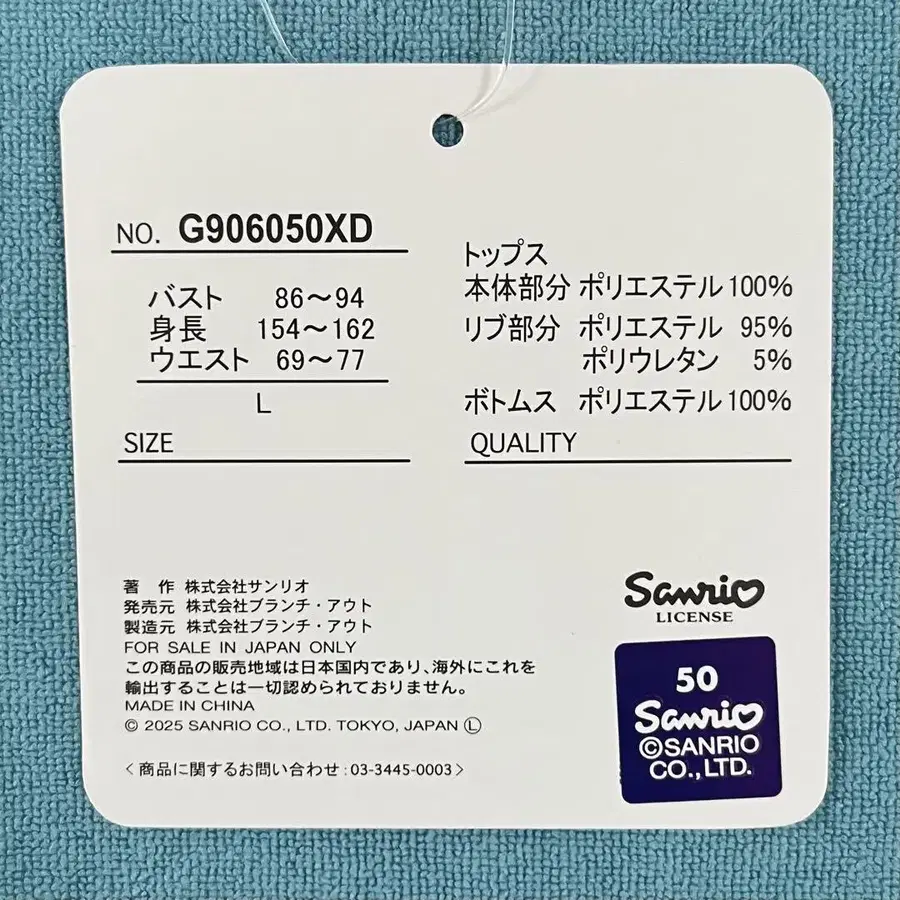 NO. G906050XD
バスト 86～94
身長 154～162
ウエスト 69～77
L
SIZE
トップス
本体部分 ポリエステル 100%
リブ部分 ポリエステル 95%
ポリウレタン 5%
ボトムス ポリエステル 100%
QUALITY
著 作 株式会社サンリオ
発売元 株式会社ブランチ・アウト
製造元 株式会社ブランチ・アウト
FOR SALE IN JAPAN ONLY
この商品の販売地域は日本国内であり、海外にこれを
輸出することは一切認められておりません。
MADE IN CHINA
© 2025 SANRIO CO., LTD. TOKYO, JAPAN Ⓛ
〈商品に関するお問い合わせ：03-3445-0003〉
Sanrio
LICENSE
50
Sanrio
©SANRIO
CO.,LTD.